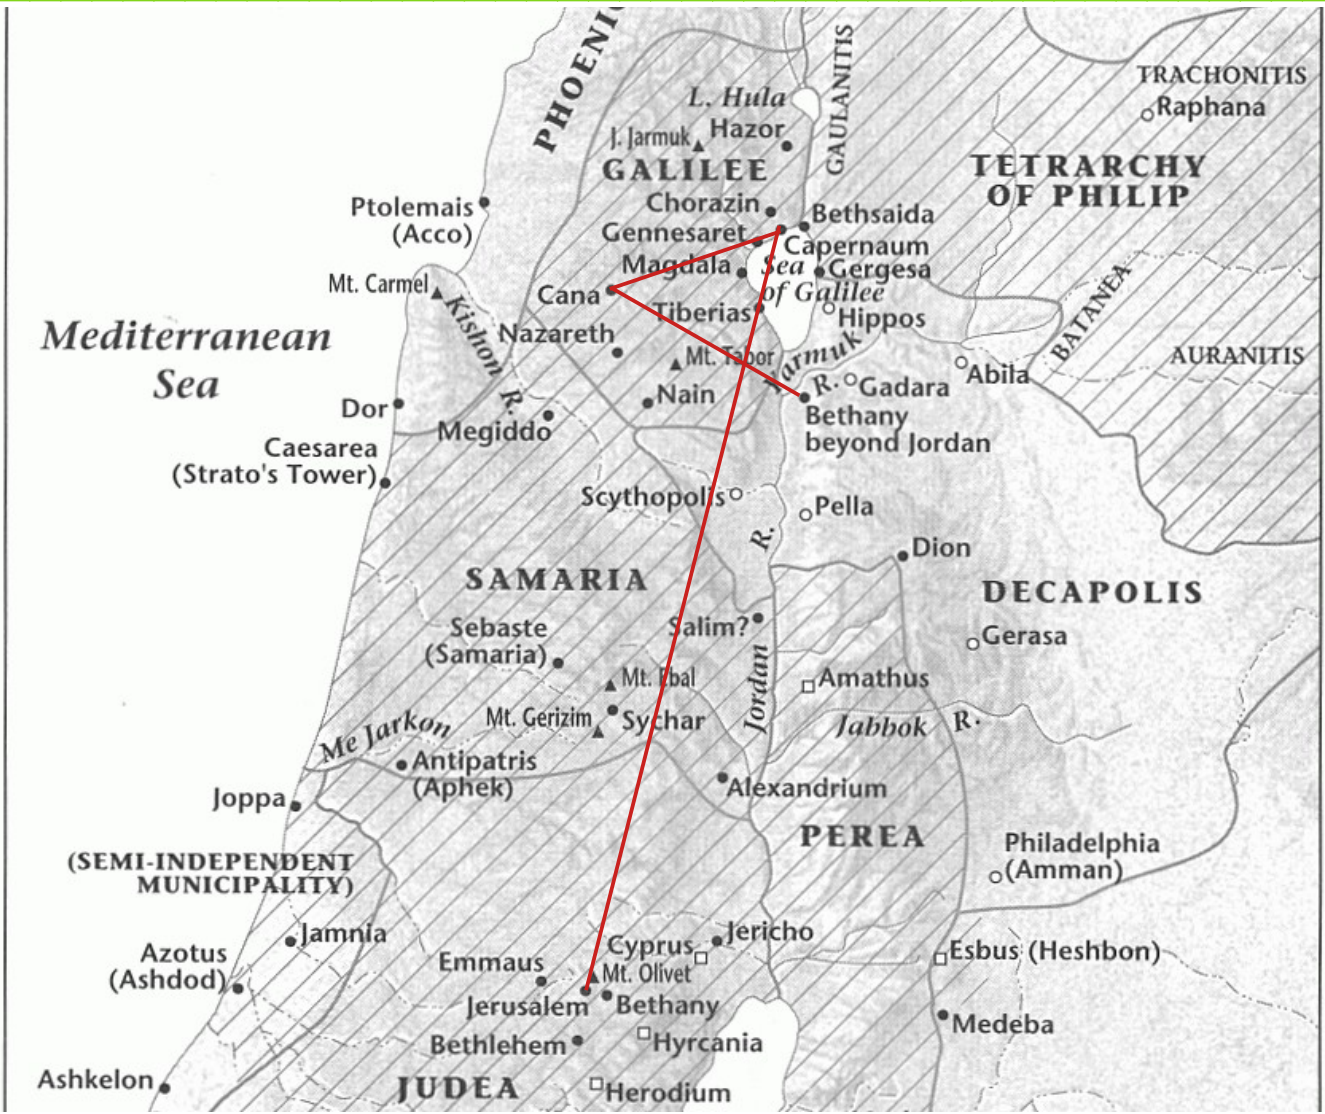 PHOENIC
GAULANITIS
TRACHONITIS
Raphana
L. Hula
J. Jarmuk
Hazor
GALILEE
TETRARCHY
OF PHILIP
Ptolemais
(Acco)
Chorazin
Bethsaida
Gennesaret
Capernaum
Magdala
Sea
of Galilee
Gergesa
Mt. Carmel
Kishon
R.
Cana
Tiberias
Hippos
BATANEA
Mediterranean
Sea
Nazareth
Mt. Tabor
Yarmuk
R.
AURANITIS
Abila
Gadara
Dor
Nain
Bethany
beyond Jordan
Megiddo
Caesarea
(Strato's Tower)
Scythopolis
Pella
R.
Dion
SAMARIA
DECAPOLIS
Sebaste
(Samaria)
Salim?
Gerasa
Mt. Ebal
Amathus
Jordan
Mt. Gerizim
Sychar
Jabbok
R.
Me Jarkon
Antipatris
(Aphek)
Alexandrium
Joppa
PEREA
(SEMI-INDEPENDENT
MUNICIPALITY)
Philadelphia
(Amman)
Jamnia
Jericho
Azotus
(Ashdod)
Emmaus
Cyprus
Mt. Olivet
Esbus (Heshbon)
Jerusalem
Bethany
Medeba
Bethlehem
Hyrcania
Ashkelon
JUDEA
Herodium